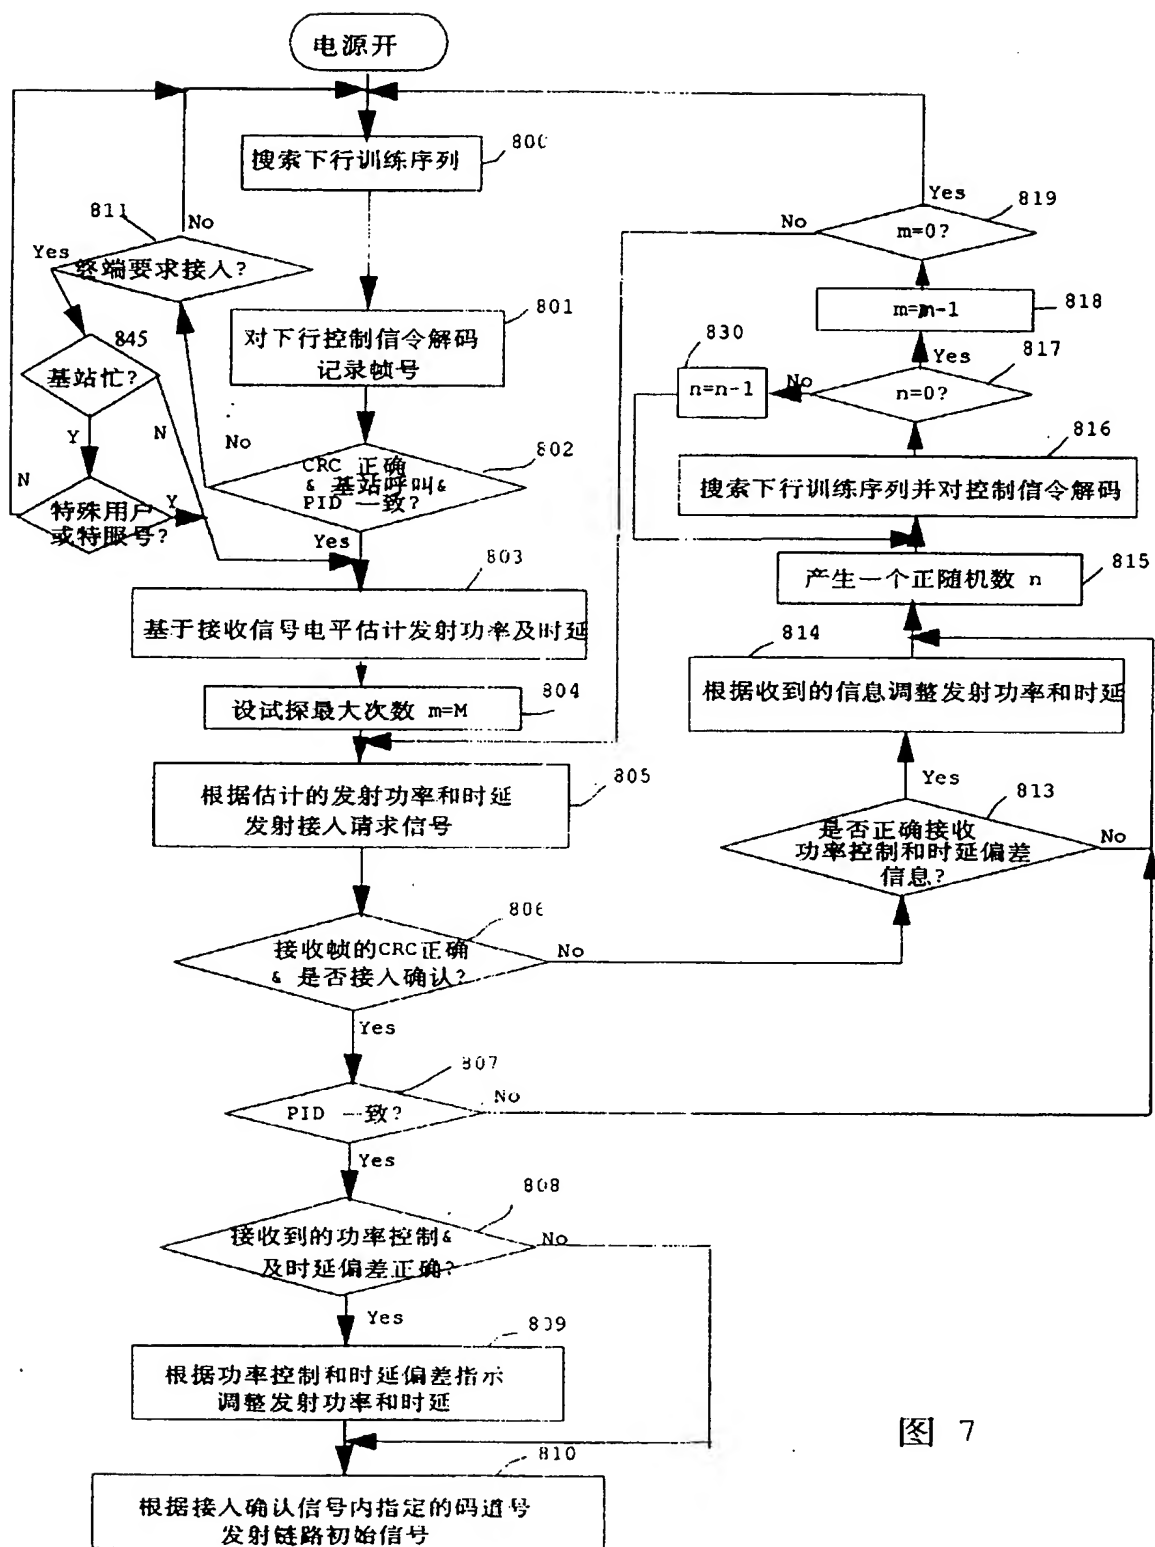 电源开
800
搜索下行训练序列
811
No
Yes
终端要求接入?
801
对下行控制信令解码
记录帧号
845
基站忙?
Y
N
No
802
CRC 正确
& 基站呼叫&
PID 一致?
N
特殊用户
或特服号?
Y
Yes
803
基于接收信号电平估计发射功率及时延
804
设试探最大次数 m=M
805
根据估计的发射功率和时延
发射接入请求信号
806
接收帧的CRC正确
& 是否接入确认?
No
Yes
807
PID 一致?
No
Yes
808
接收到的功率控制&
及时延偏差正确?
No
Yes
809
根据功率控制和时延偏差指示
调整发射功率和时延
810
根据接入确认信号内指定的码道号
发射链路初始信号
Yes
819
No
m=0?
818
m=m-1
830
Yes
817
n=n-1
No
n=0?
816
搜索下行训练序列并对控制信令解码
815
产生一个正随机数 n
814
根据收到的信息调整发射功率和时延
Yes
813
是否正确接收
功率控制和时延偏差
信息?
No
图 7